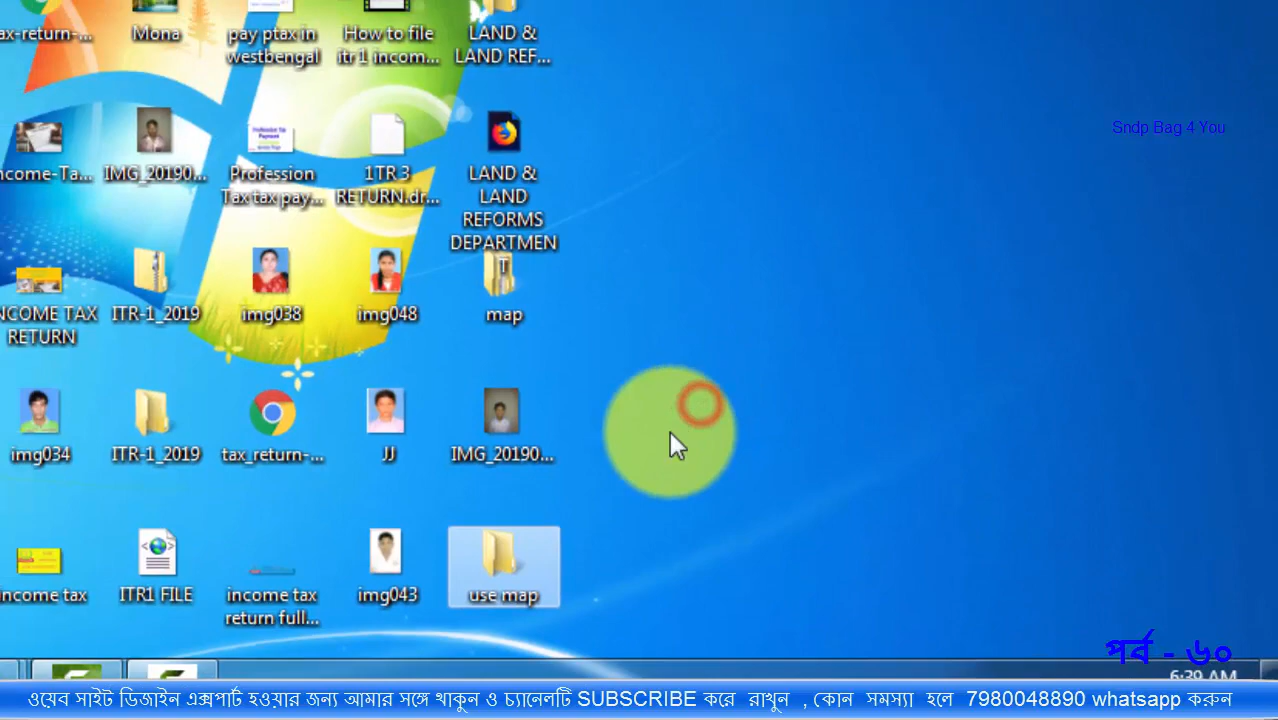 ax-return-...
Mona
pay ptax in
westbengal
How to file
itr1 incom...
LAND &
LAND REF...
Sndp Bag 4 You
ncome-Ta...
IMG_20190...
Profession
Tax tax pay...
1TR 3
RETURN.dr...
LAND &
LAND
REFORMS
DEPARTMEN
NCOME TAX
RETURN
ITR-1_2019
img038
img048
map
img034
ITR-1_2019
tax_return-...
JJ
IMG_20190...
ncome tax
ITR1 FILE
income tax
return full...
img043
use map
পর্ব - ৬০
6:39 AM
ওয়েব সাইট ডিজাইন এক্সপার্ট হওয়ার জন্য আমার সঙ্গে থাকুন ও চ্যানেলটি SUBSCRIBE করে রাখুন , কোন সমস্যা হলে 7980048890 whatsapp করুন